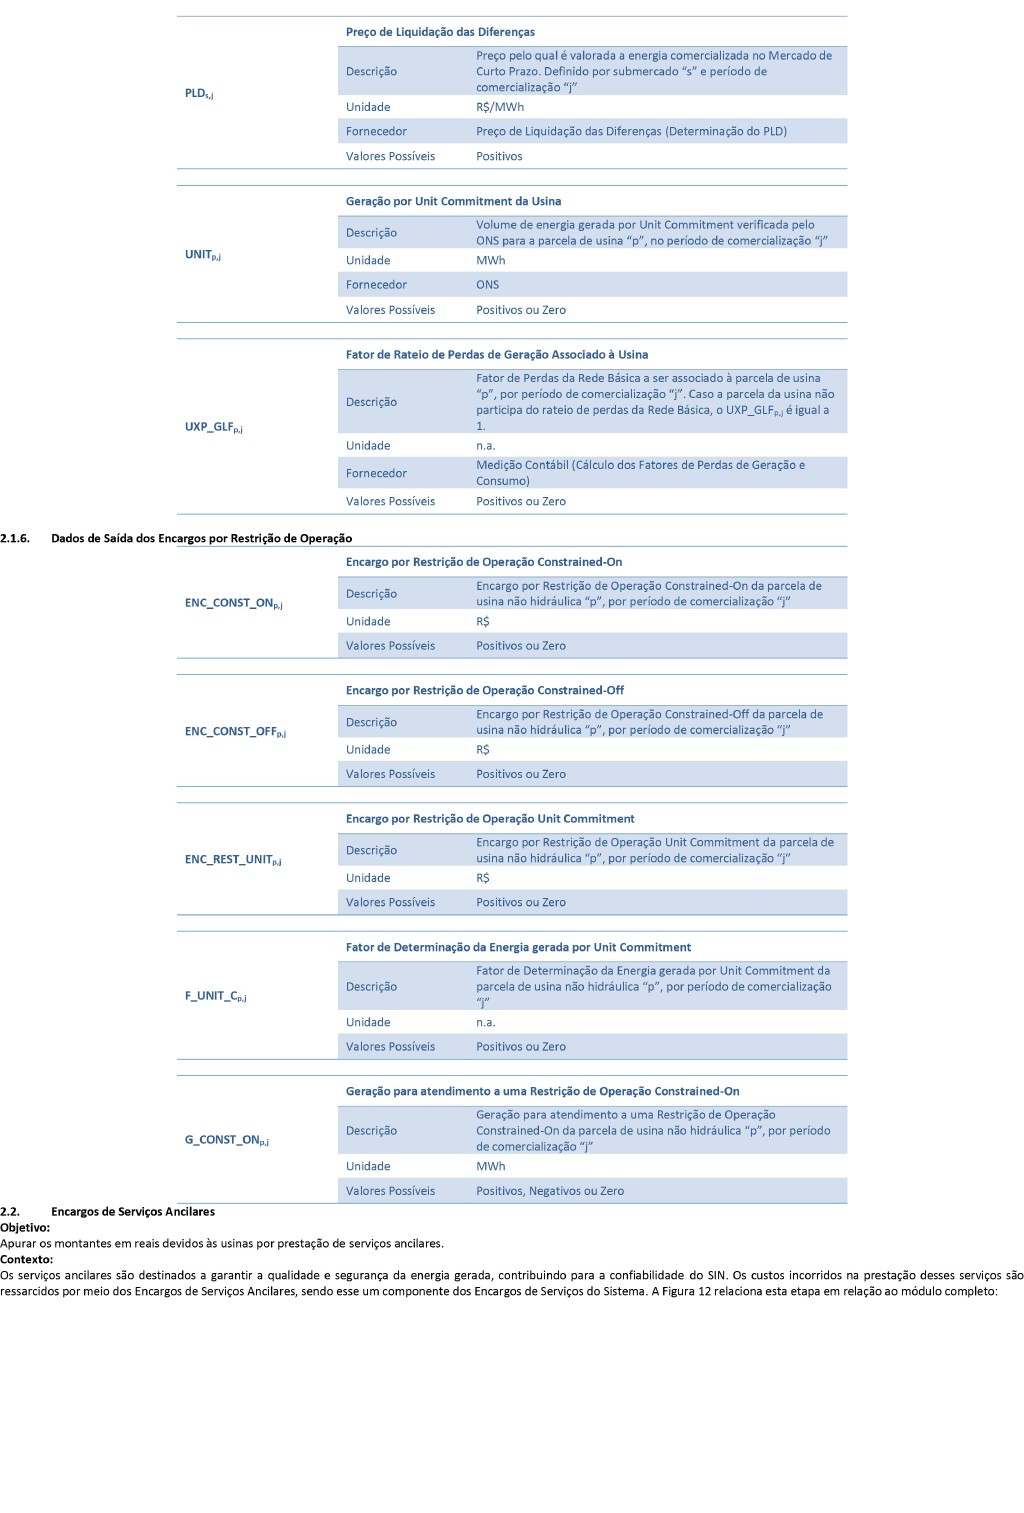 PLDs,j
Preço de Liquidação das Diferenças
Descrição
Preço pelo qual é valorada a energia comercializada no Mercado de
Curto Prazo. Definido por submercado “s” e período de
comercialização “j”
Unidade R$/MWh
Fornecedor Preço de Liquidação das Diferenças (Determinação do PLD)
Valores Possíveis Positivos
UNITp,j
Geração por Unit Commitment da Usina
Descrição
Volume de energia gerada por Unit Commitment verificada pelo
ONS para a parcela de usina “p”, no período de comercialização “j”
Unidade MWh
Fornecedor ONS
Valores Possíveis Positivos ou Zero
UXP_GLFp,j
Fator de Rateio de Perdas de Geração Associado à Usina
Descrição
Fator de Perdas da Rede Básica a ser associado à parcela de usina
“p”, por período de comercialização “j”. Caso a parcela da usina não
participa do rateio de perdas da Rede Básica, o UXP_GLFp,j é igual a
1.
Unidade n.a.
Fornecedor
Medição Contábil (Cálculo dos Fatores de Perdas de Geração e
Consumo)
Valores Possíveis Positivos ou Zero
2.1.6. Dados de Saída dos Encargos por Restrição de Operação
ENC_CONST_ONp,j
Encargo por Restrição de Operação Constrained-On
Descrição
Encargo por Restrição de Operação Constrained-On da parcela de
usina não hidráulica “p”, por período de comercialização “j”
Unidade R$
Valores Possíveis Positivos ou Zero
ENC_CONST_OFFp,j
Encargo por Restrição de Operação Constrained-Off
Descrição
Encargo por Restrição de Operação Constrained-Off da parcela de
usina não hidráulica “p”, por período de comercialização “j”
Unidade R$
Valores Possíveis Positivos ou Zero
ENC_REST_UNITp,j
Encargo por Restrição de Operação Unit Commitment
Descrição
Encargo por Restrição de Operação Unit Commitment da parcela de
usina não hidráulica “p”, por período de comercialização “j”
Unidade R$
Valores Possíveis Positivos ou Zero
F_UNIT_Cp,j
Fator de Determinação da Energia gerada por Unit Commitment
Descrição
Fator de Determinação da Energia gerada por Unit Commitment da
parcela de usina não hidráulica “p”, por período de comercialização
“j”
Unidade n.a.
Valores Possíveis Positivos ou Zero
G_CONST_ONp,j
Geração para atendimento a uma Restrição de Operação Constrained-On
Descrição
Geração para atendimento a uma Restrição de Operação
Constrained-On da parcela de usina não hidráulica “p”, por período
de comercialização “j”
Unidade MWh
Valores Possíveis Positivos, Negativos ou Zero
2.2. Encargos de Serviços Ancilares
Objetivo:
Apurar os montantes em reais devidos às usinas por prestação de serviços ancilares.
Contexto:
Os serviços ancilares são destinados a garantir a qualidade e segurança da energia gerada, contribuindo para a confiabilidade do SIN. Os custos incorridos na prestação desses serviços são
ressarcidos por meio dos Encargos de Serviços Ancilares, sendo esse um componente dos Encargos de Serviços do Sistema. A Figura 12 relaciona esta etapa em relação ao módulo completo: